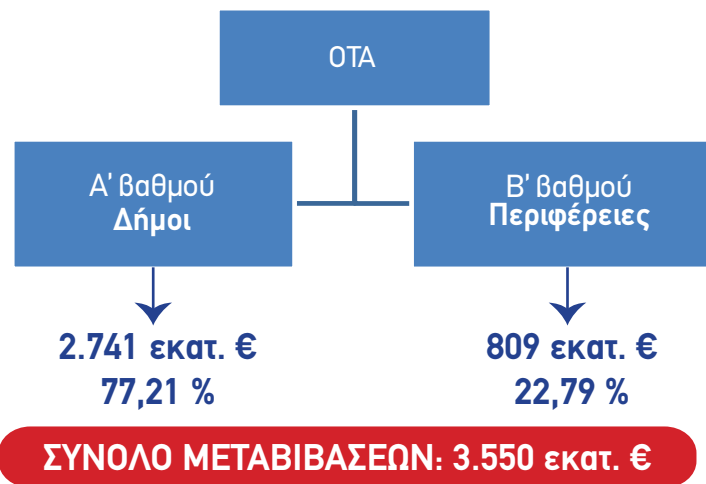 ΟΤΑ
Α' βαθμού
Δήμοι
Β' βαθμού
Περιφέρειες
2.741 εκατ. €
77,21 %
809 εκατ. €
22,79 %
ΣΥΝΟΛΟ ΜΕΤΑΒΙΒΑΣΕΩΝ: 3.550 εκατ. €